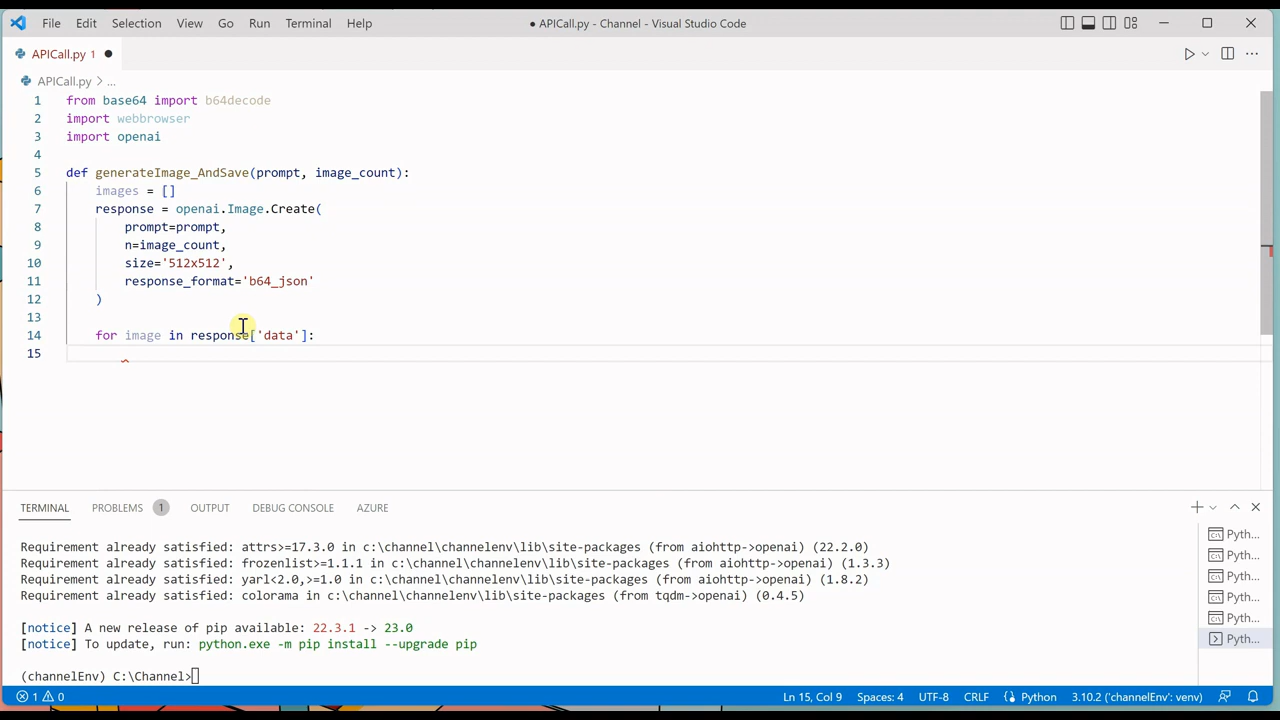 File Edit Selection View Go Run Terminal Help ● APICall.py - Channel - Visual Studio Code
APICall.py 1 ●
APICall.py > ...
1 from base64 import b64decode
2 import webbrowser
3 import openai
4
5 def generateImage_AndSave(prompt, image_count):
6     images = []
7     response = openai.Image.Create(
8         prompt=prompt,
9         n=image_count,
10         size='512x512',
11         response_format='b64_json'
12     )
13
14     for image in response['data']:
15
TERMINAL PROBLEMS 1 OUTPUT DEBUG CONSOLE AZURE
Requirement already satisfied: attrs>=17.3.0 in c:\channel\channelenv\lib\site-packages (from aiohttp->openai) (22.2.0)
Requirement already satisfied: frozenlist>=1.1.1 in c:\channel\channelenv\lib\site-packages (from aiohttp->openai) (1.3.3)
Requirement already satisfied: yarl<2.0,>=1.0 in c:\channel\channelenv\lib\site-packages (from aiohttp->openai) (1.8.2)
Requirement already satisfied: colorama in c:\channel\channelenv\lib\site-packages (from tqdm->openai) (0.4.5)
[notice] A new release of pip available: 22.3.1 -> 23.0
[notice] To update, run: python.exe -m pip install --upgrade pip
(channelEnv) C:\Channel>
Pyth...
Pyth...
Pyth...
Pyth...
Pyth...
Pyth...
1 0 Ln 15, Col 9 Spaces: 4 UTF-8 CRLF Python 3.10.2 ('channelEnv': venv)